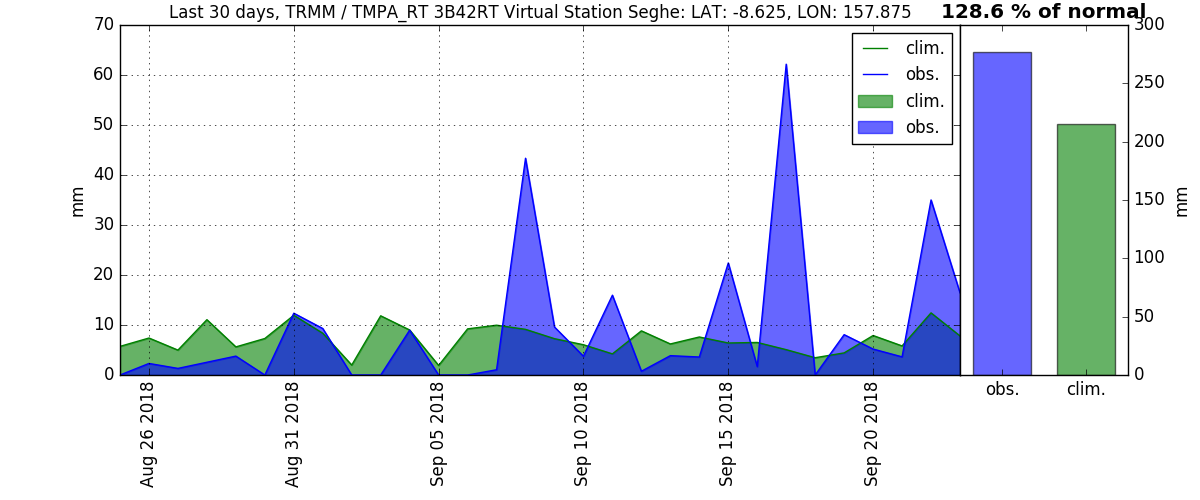 Last 30 days, TRMM / TMPA_RT 3B42RT Virtual Station Seghe: LAT: -8.625, LON: 157.875
128.6 % of normal
70
60
50
40
30
20
10
0
mm
clim.
obs.
clim.
obs.
Aug 26 2018
Aug 31 2018
Sep 05 2018
Sep 10 2018
Sep 15 2018
Sep 20 2018
300
250
200
150
100
50
0
mm
obs.
clim.